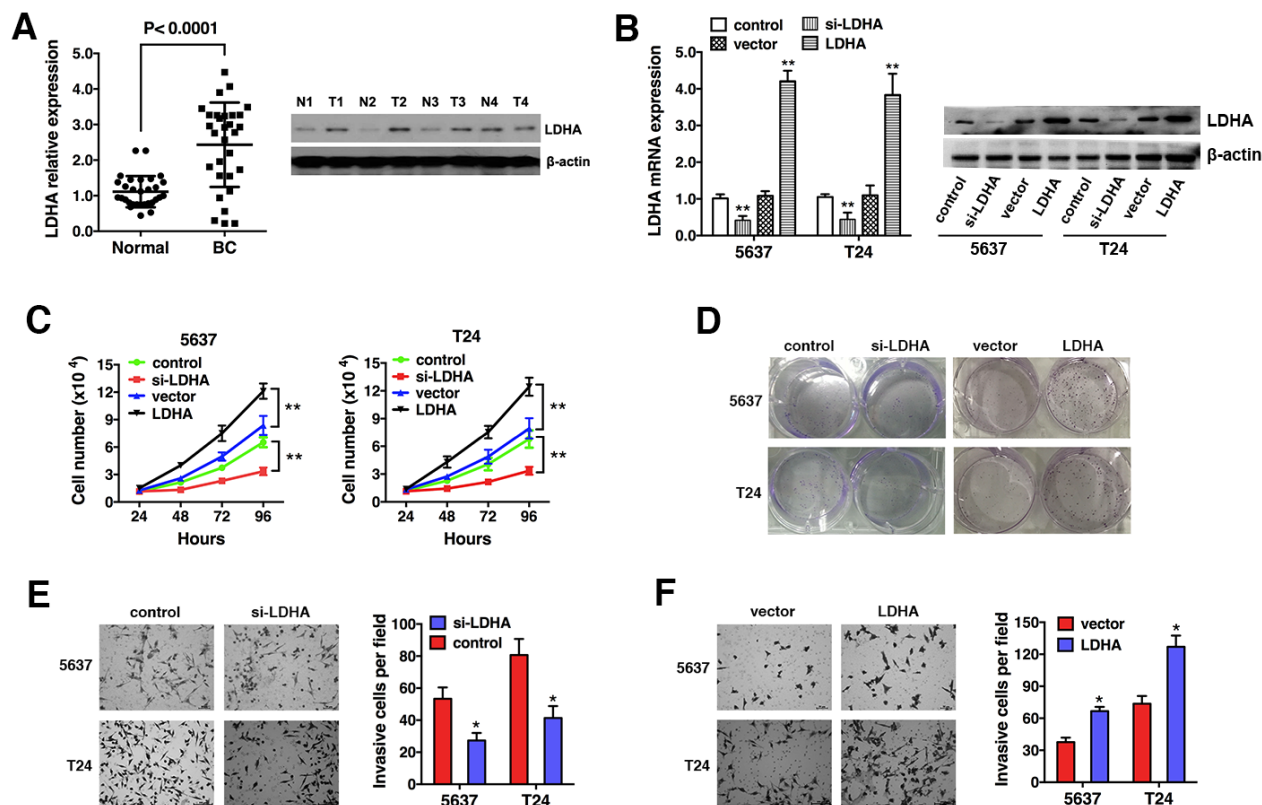 A
P< 0.0001
LDHA relative expression
5.0
4.0
3.0
2.0
1.0
0.0
Normal BC
N1 T1 N2 T2 N3 T3 N4 T4
LDHA
β-actin
B
control si-LDHA
vector LDHA
LDHA mRNA expression
5.0
4.0
3.0
2.0
1.0
0.0
** ** ** **
5637 T24
LDHA
β-actin
control si-LDHA vector LDHA control si-LDHA vector LDHA
5637 T24
C
5637
control
si-LDHA
vector
LDHA
Cell number (x10 4)
15
12
9
6
3
0
**
**
24 48 72 96
Hours
T24
control
si-LDHA
vector
LDHA
Cell number (x10 4)
15
12
9
6
3
0
**
**
24 48 72 96
Hours
D
control si-LDHA vector LDHA
5637
T24
E
control si-LDHA
5637
T24
si-LDHA
control
Invasive cells per field
100
80
60
40
20
0
* *
5637 T24
F
vector LDHA
5637
T24
vector
LDHA
Invasive cells per field
150
120
90
60
30
0
* *
5637 T24